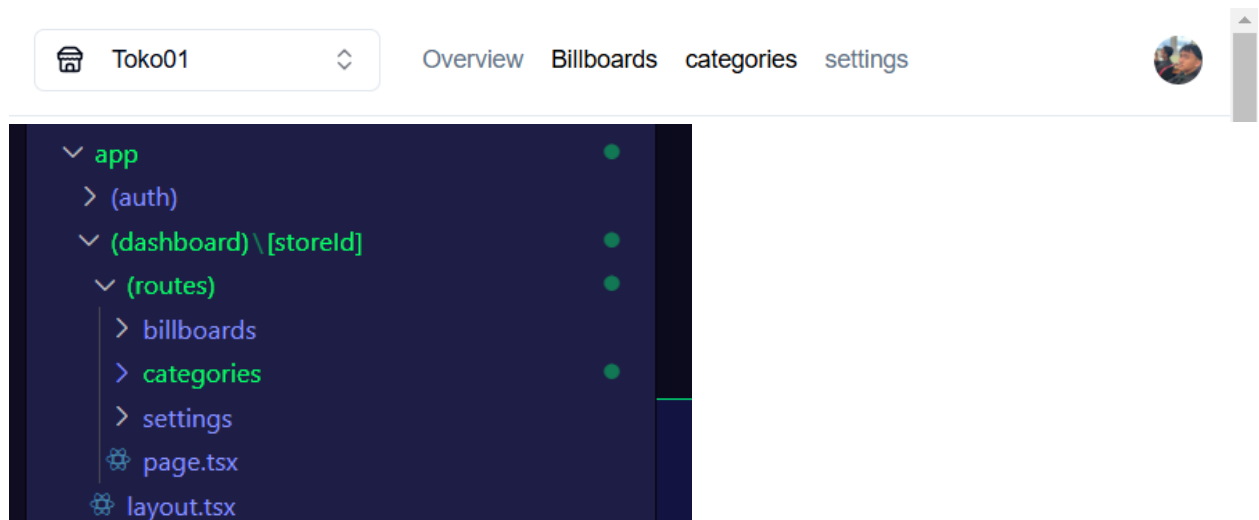 Toko01 Overview Billboards categories settings
app
(auth)
(dashboard)\[storeId]
(routes)
billboards
categories
settings
page.tsx
layout.tsx